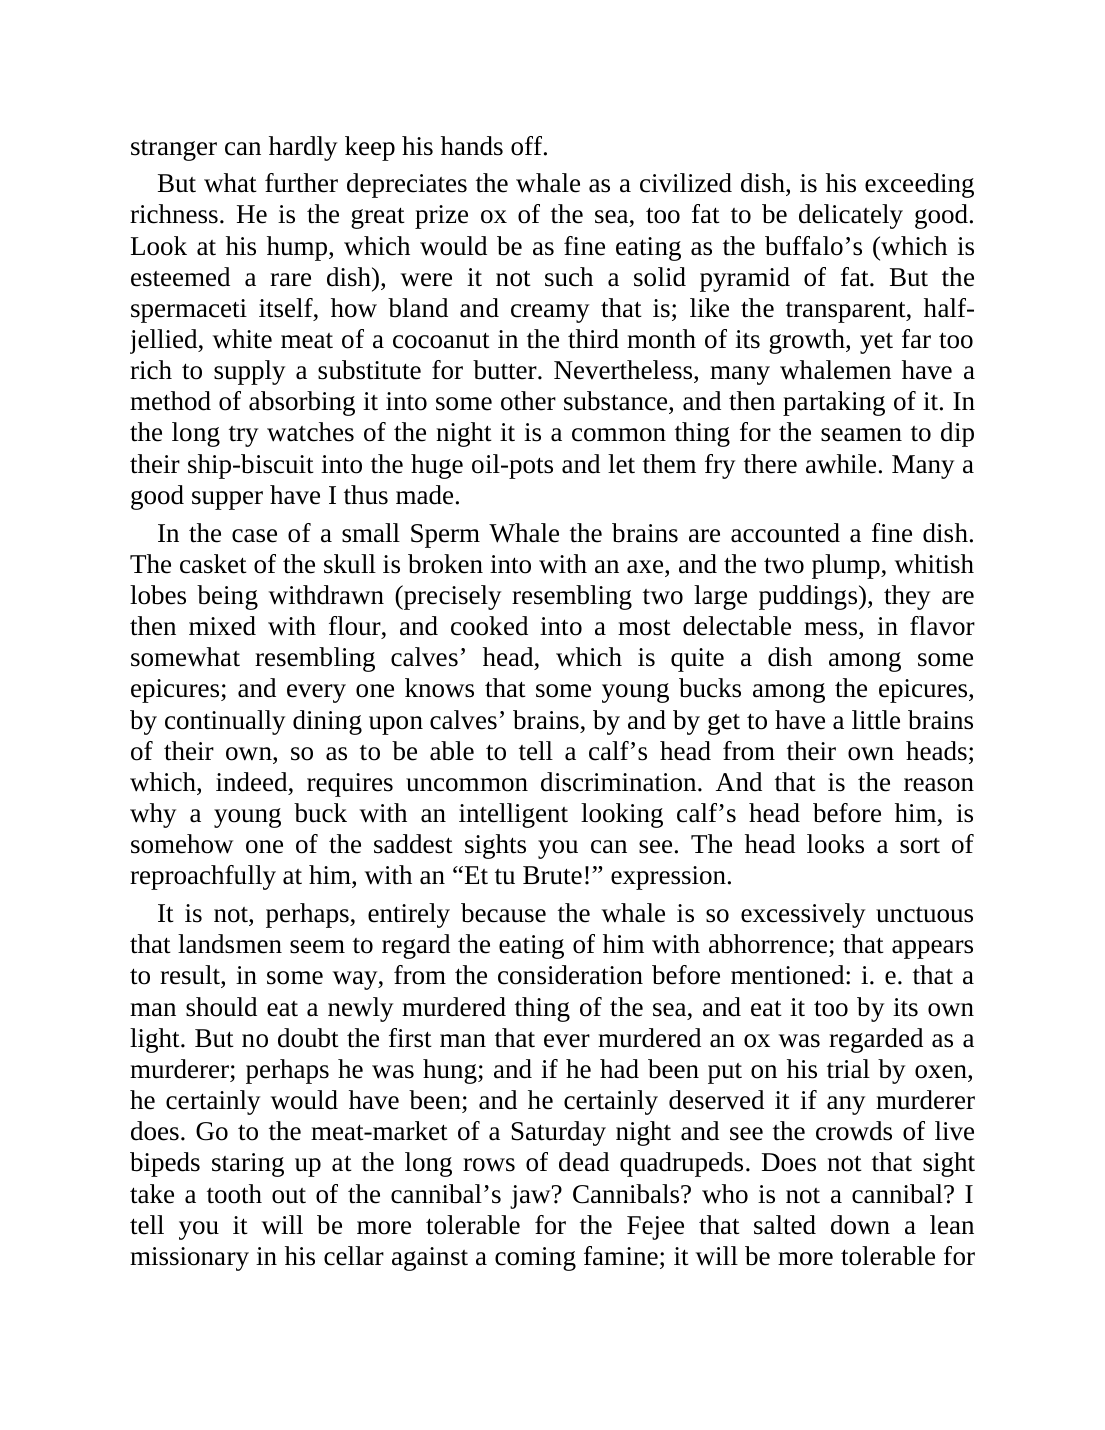 stranger can hardly keep his hands off.
But what further depreciates the whale as a civilized dish, is his exceeding
richness. He is the great prize ox of the sea, too fat to be delicately good.
Look at his hump, which would be as fine eating as the buffalo’s (which is
esteemed a rare dish), were it not such a solid pyramid of fat. But the
spermaceti itself, how bland and creamy that is; like the transparent, half-
jellied, white meat of a cocoanut in the third month of its growth, yet far too
rich to supply a substitute for butter. Nevertheless, many whalemen have a
method of absorbing it into some other substance, and then partaking of it. In
the long try watches of the night it is a common thing for the seamen to dip
their ship-biscuit into the huge oil-pots and let them fry there awhile. Many a
good supper have I thus made.
In the case of a small Sperm Whale the brains are accounted a fine dish.
The casket of the skull is broken into with an axe, and the two plump, whitish
lobes being withdrawn (precisely resembling two large puddings), they are
then mixed with flour, and cooked into a most delectable mess, in flavor
somewhat resembling calves’ head, which is quite a dish among some
epicures; and every one knows that some young bucks among the epicures,
by continually dining upon calves’ brains, by and by get to have a little brains
of their own, so as to be able to tell a calf’s head from their own heads;
which, indeed, requires uncommon discrimination. And that is the reason
why a young buck with an intelligent looking calf’s head before him, is
somehow one of the saddest sights you can see. The head looks a sort of
reproachfully at him, with an “Et tu Brute!” expression.
It is not, perhaps, entirely because the whale is so excessively unctuous
that landsmen seem to regard the eating of him with abhorrence; that appears
to result, in some way, from the consideration before mentioned: i. e. that a
man should eat a newly murdered thing of the sea, and eat it too by its own
light. But no doubt the first man that ever murdered an ox was regarded as a
murderer; perhaps he was hung; and if he had been put on his trial by oxen,
he certainly would have been; and he certainly deserved it if any murderer
does. Go to the meat-market of a Saturday night and see the crowds of live
bipeds staring up at the long rows of dead quadrupeds. Does not that sight
take a tooth out of the cannibal’s jaw? Cannibals? who is not a cannibal? I
tell you it will be more tolerable for the Fejee that salted down a lean
missionary in his cellar against a coming famine; it will be more tolerable for